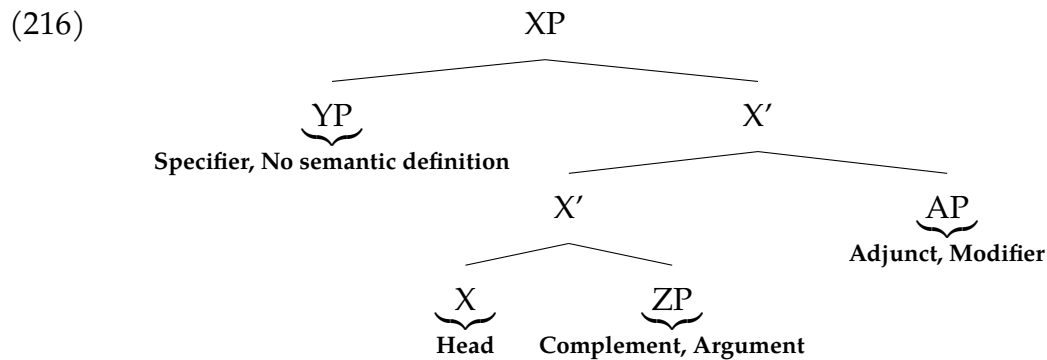 (216) XP
YP X'
Specifier, No semantic definition
X' AP
Adjunct, Modifier
X ZP
Head Complement, Argument